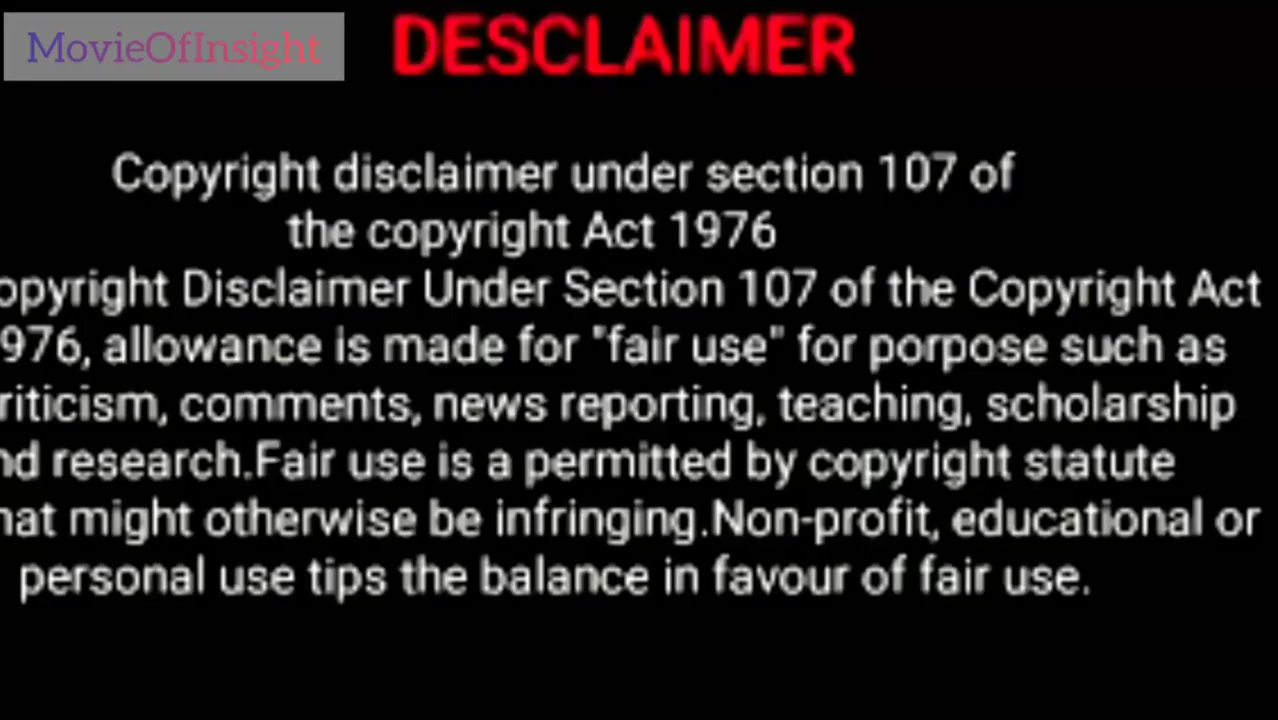 MovieOfInsight
DESCLAIMER
Copyright disclaimer under section 107 of
the copyright Act 1976
opyright Disclaimer Under Section 107 of the Copyright Act
976, allowance is made for "fair use" for porpose such as
riticism, comments, news reporting, teaching, scholarship
nd research.Fair use is a permitted by copyright statute
hat might otherwise be infringing.Non-profit, educational or
personal use tips the balance in favour of fair use.